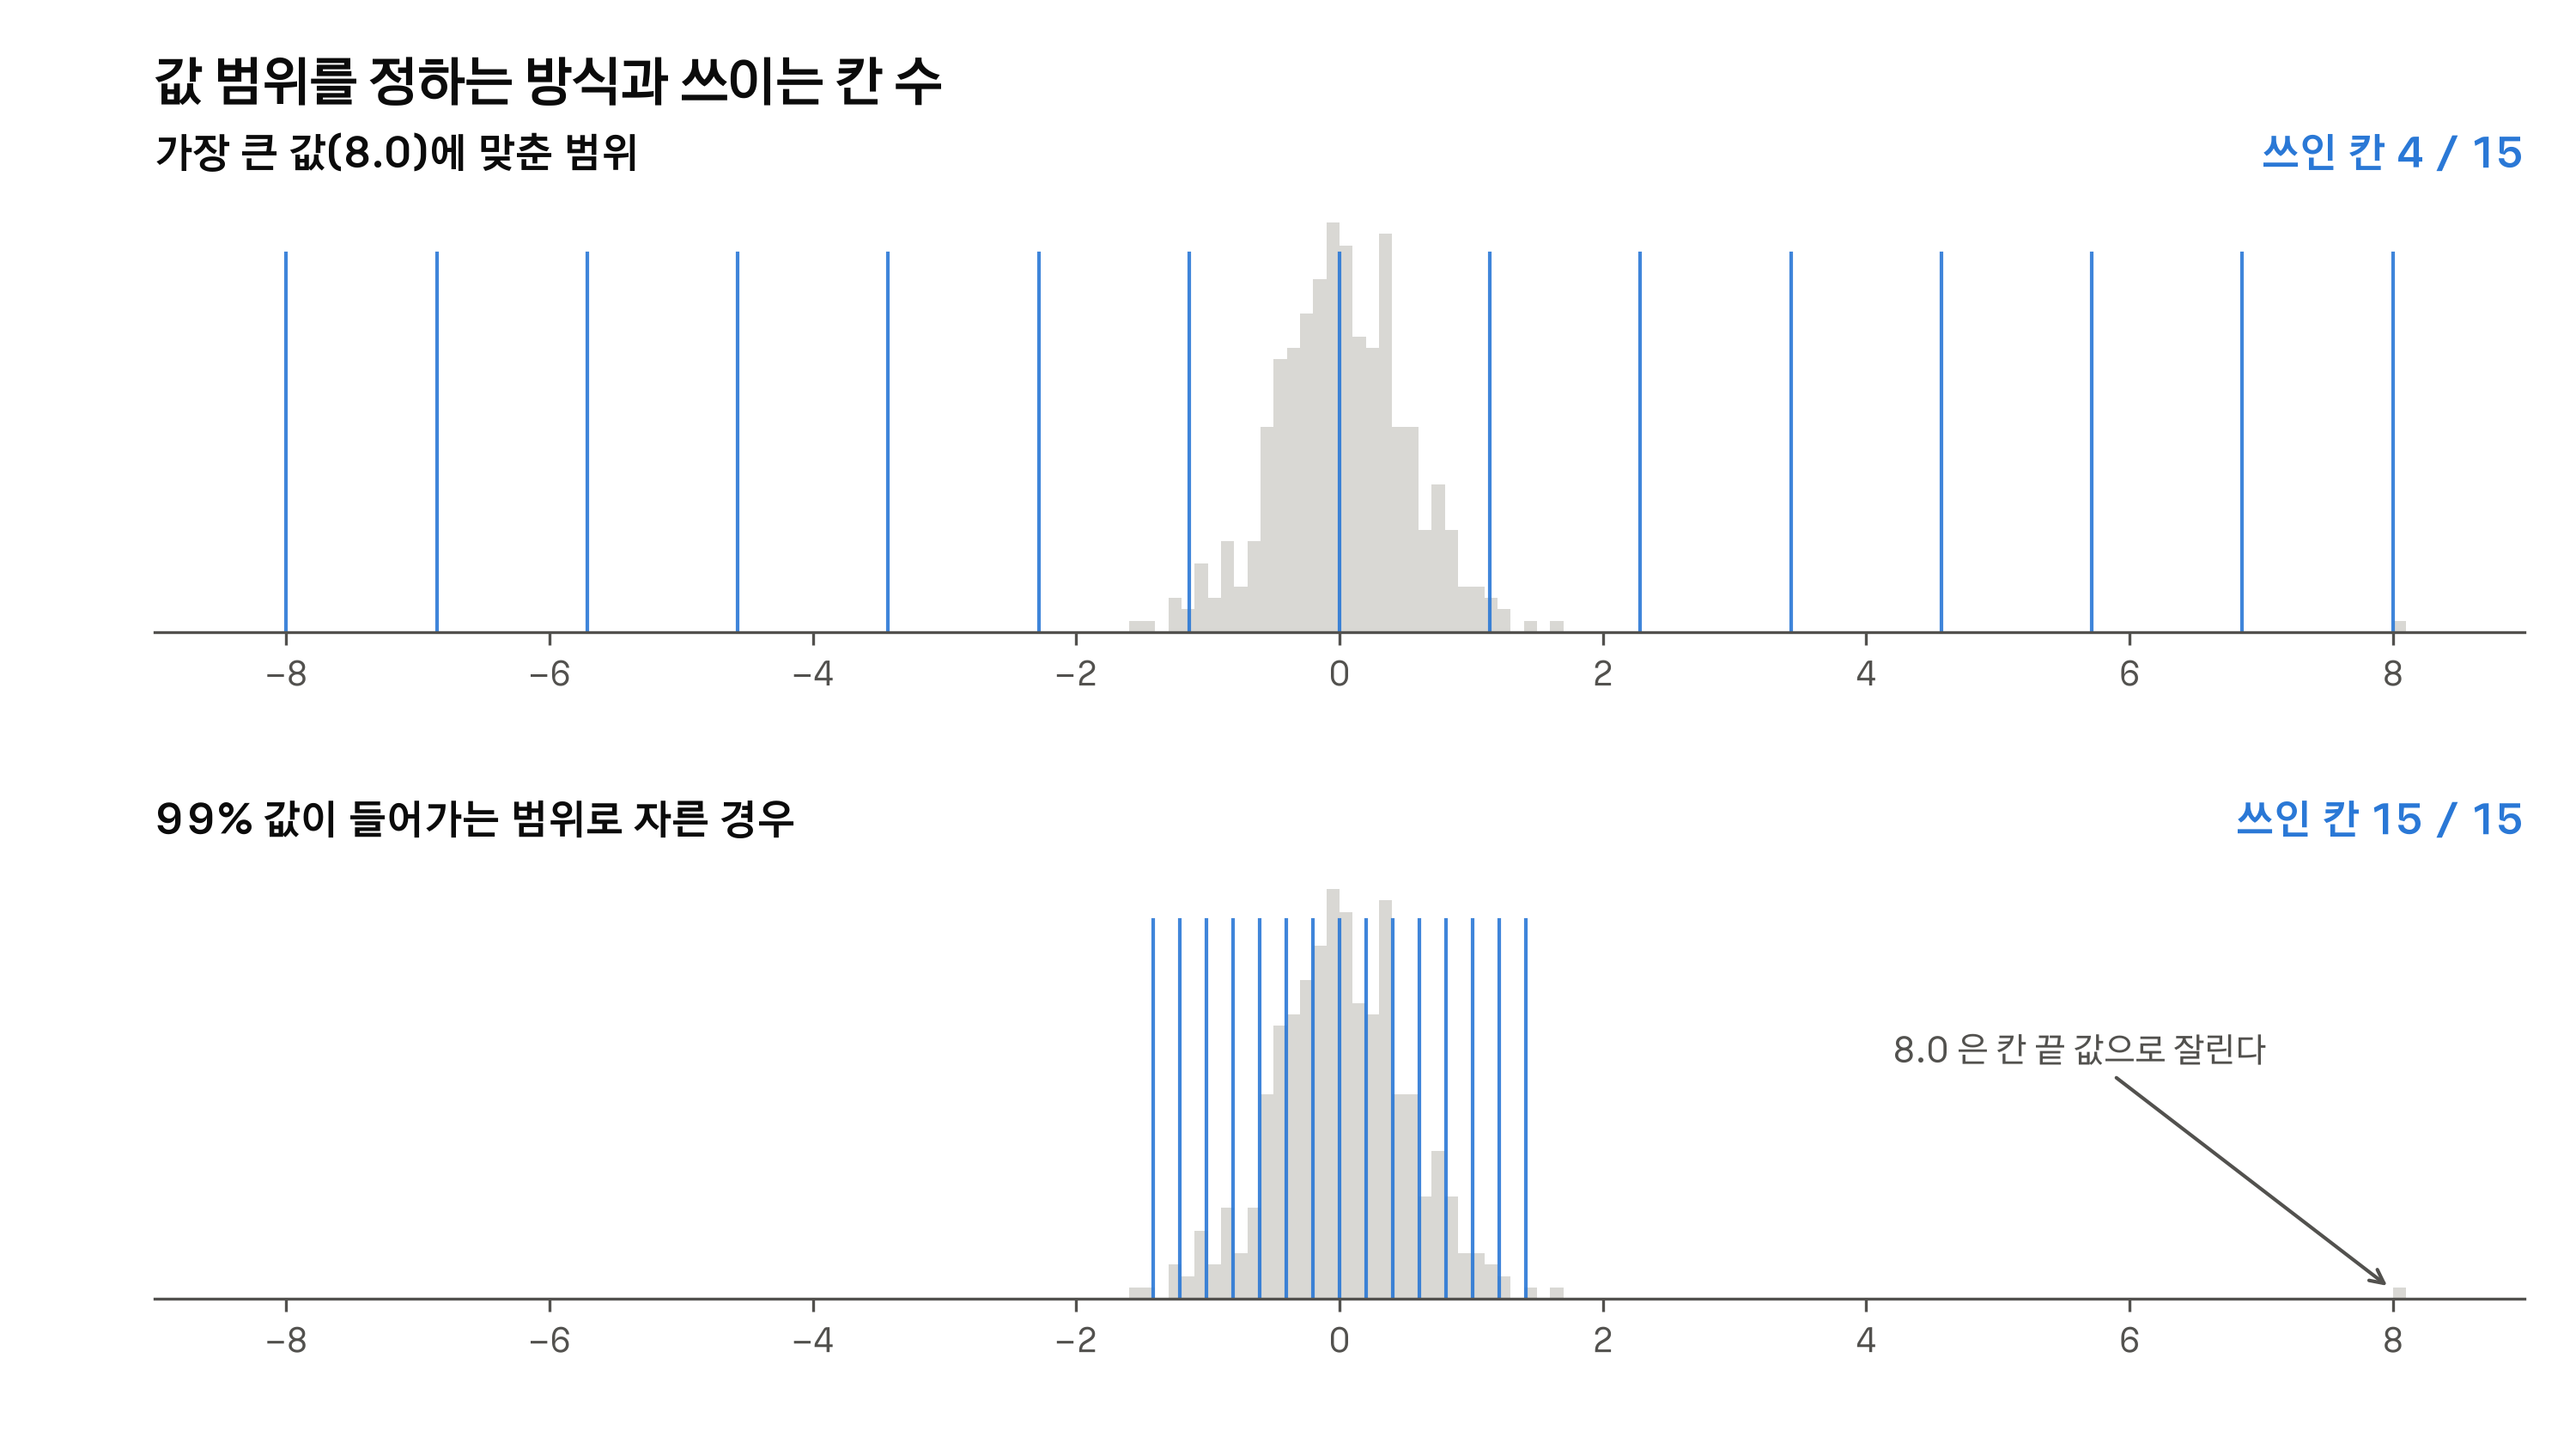 값 범위를 정하는 방식과 쓰이는 칸 수
가장 큰 값(8.0)에 맞춘 범위
쓰인 칸 4 / 15
−8 −6 −4 −2 0 2 4 6 8
99% 값이 들어가는 범위로 자른 경우
쓰인 칸 15 / 15
8.0 은 칸 끝 값으로 잘린다
−8 −6 −4 −2 0 2 4 6 8